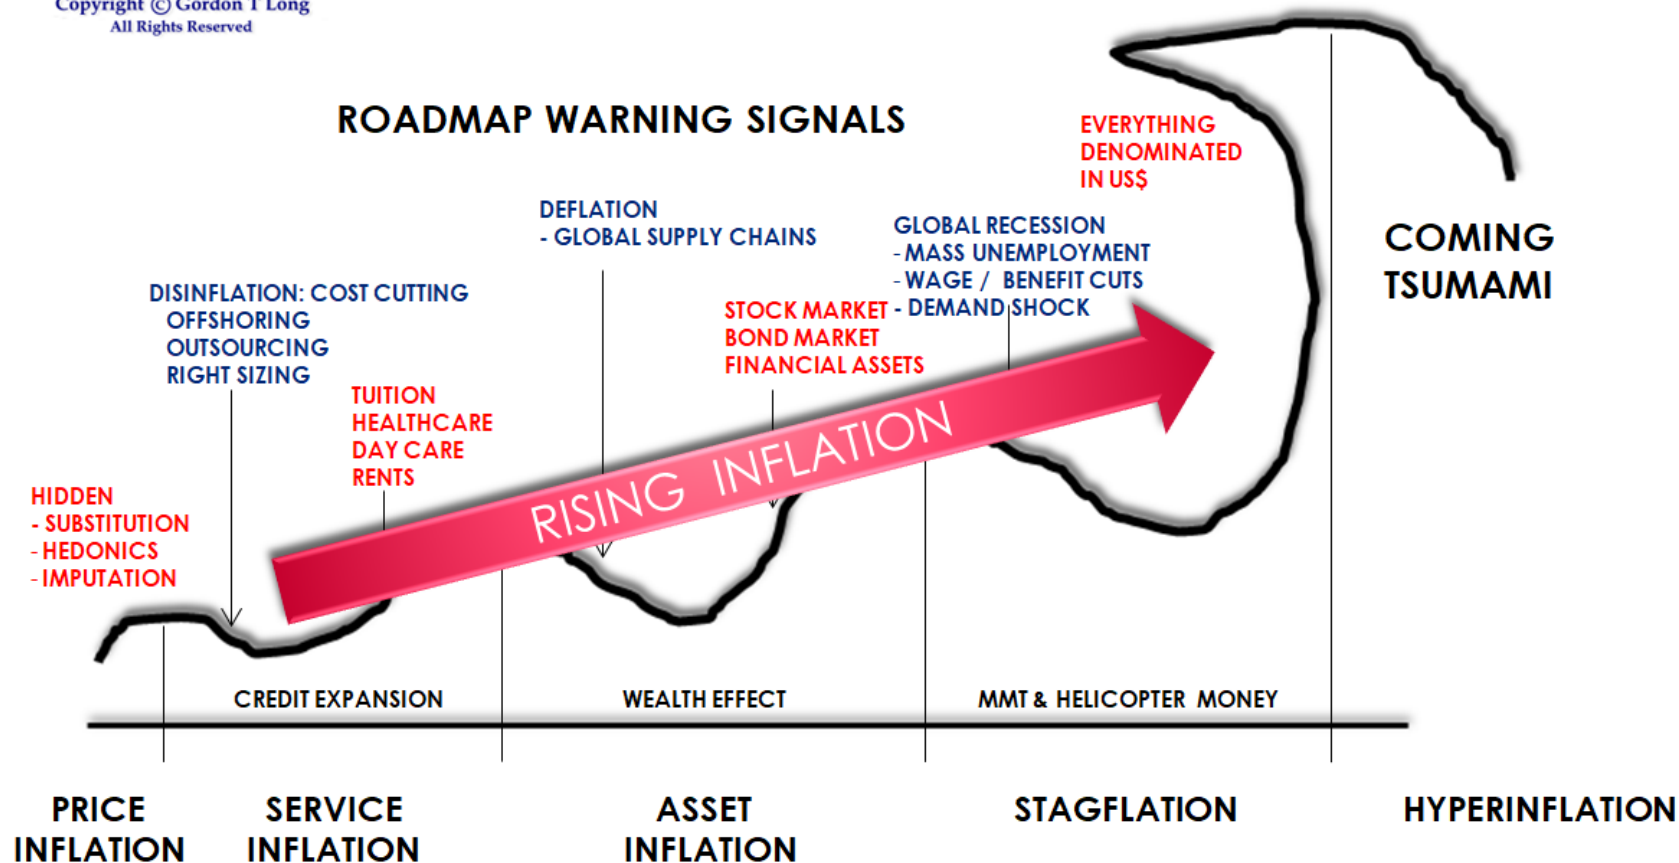 Copyright © Gordon T Long
All Rights Reserved
ROADMAP WARNING SIGNALS
EVERYTHING
DENOMINATED
IN US$
DEFLATION
- GLOBAL SUPPLY CHAINS
GLOBAL RECESSION
- MASS UNEMPLOYMENT
- WAGE / BENEFIT CUTS
- DEMAND SHOCK
COMING
TSUMAMI
DISINFLATION: COST CUTTING
OFFSHORING
OUTSOURCING
RIGHT SIZING
STOCK MARKET
BOND MARKET
FINANCIAL ASSETS
TUITION
HEALTHCARE
DAY CARE
RENTS
HIDDEN
- SUBSTITUTION
- HEDONICS
- IMPUTATION
RISING INFLATION
CREDIT EXPANSION
WEALTH EFFECT
MMT & HELICOPTER MONEY
PRICE
INFLATION
SERVICE
INFLATION
ASSET
INFLATION
STAGFLATION
HYPERINFLATION